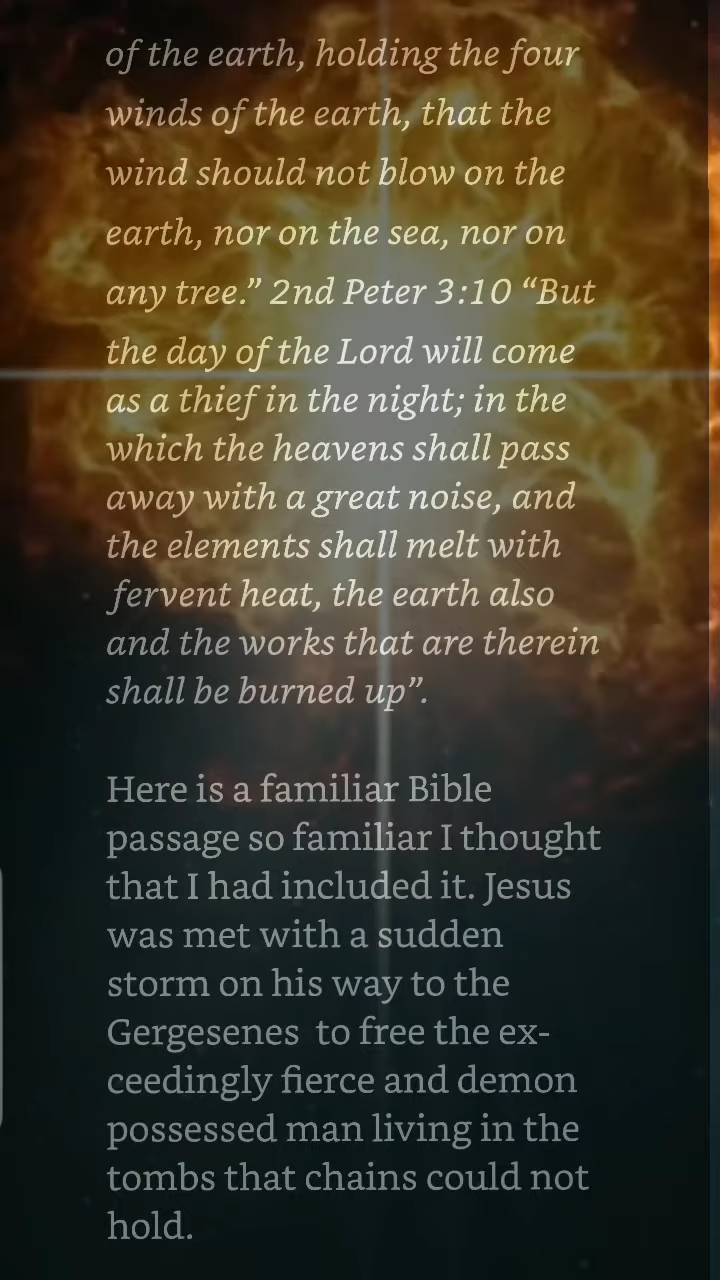 of the earth, holding the four
winds of the earth, that the
wind should not blow on the
earth, nor on the sea, nor on
any tree.” 2nd Peter 3:10 “But
the day of the Lord will come
as a thief in the night; in the
which the heavens shall pass
away with a great noise, and
the elements shall melt with
fervent heat, the earth also
and the works that are therein
shall be burned up”.
Here is a familiar Bible
passage so familiar I thought
that I had included it. Jesus
was met with a sudden
storm on his way to the
Gergesenes  to free the ex-
ceedingly fierce and demon
possessed man living in the
tombs that chains could not
hold.